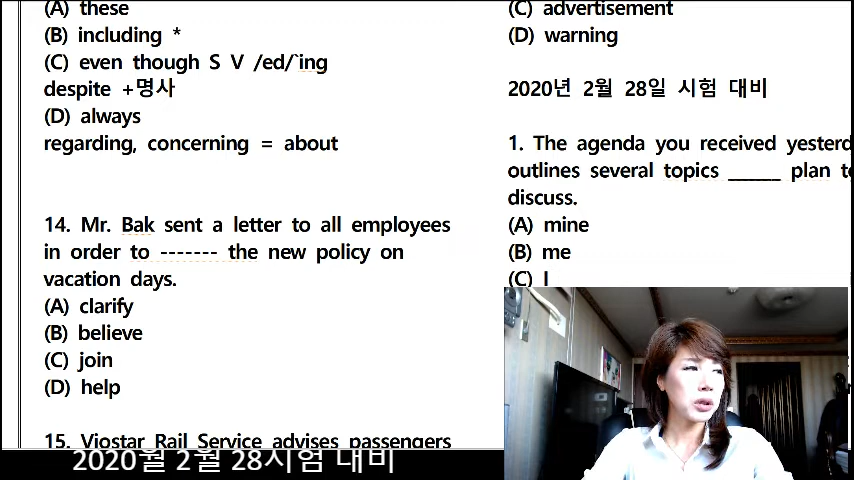 (A) these
(B) including *
(C) even though S V /ed/`ing
despite +명사
(D) always
regarding, concerning = about
14. Mr. Bak sent a letter to all employees
in order to ------- the new policy on
vacation days.
(A) clarify
(B) believe
(C) join
(D) help
15. Viostar Rail Service advises passengers
(C) advertisement
(D) warning
2020년 2월 28일 시험 대비
1. The agenda you received yesterd
outlines several topics ______ plan to
discuss.
(A) mine
(B) me
(C) I
2020월 2월 28시험 대비